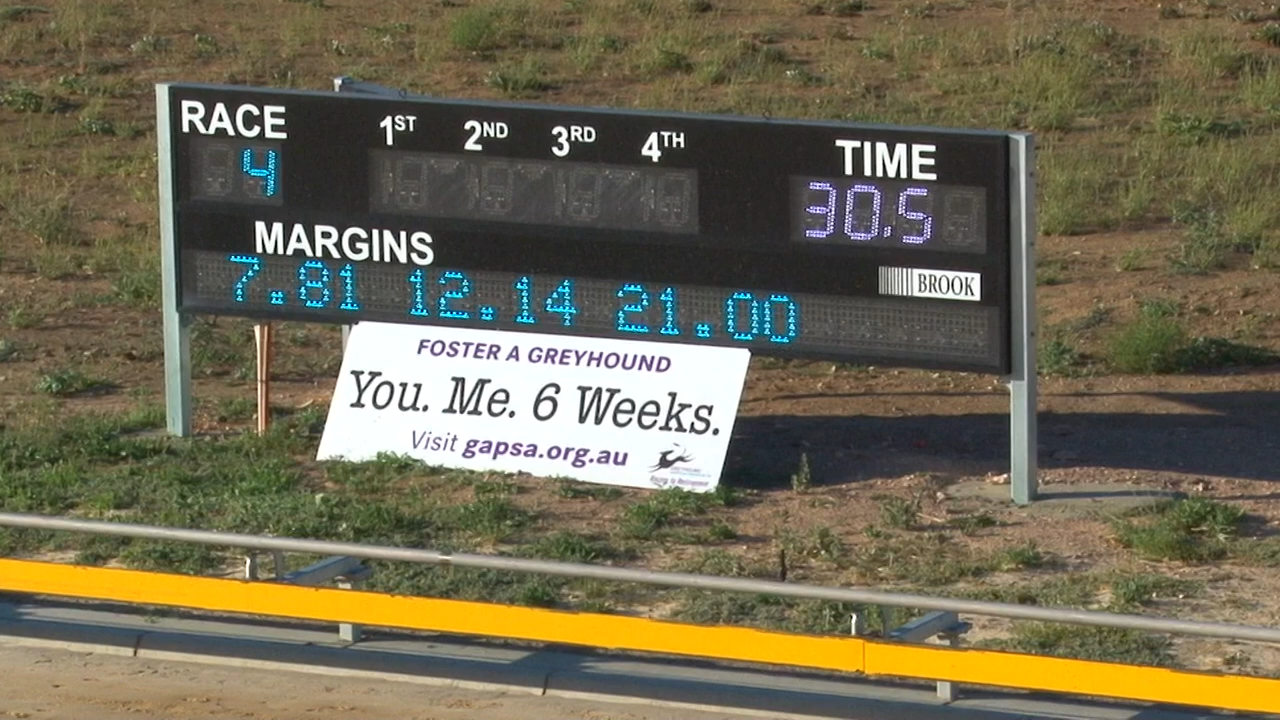 RACE 1ST 2ND 3RD 4TH TIME
4 30.5
MARGINS
BROOK
7.81 12.14 21.00
FOSTER A GREYHOUND
You. Me. 6 Weeks.
Visit gapsa.org.au
GREYHOUND